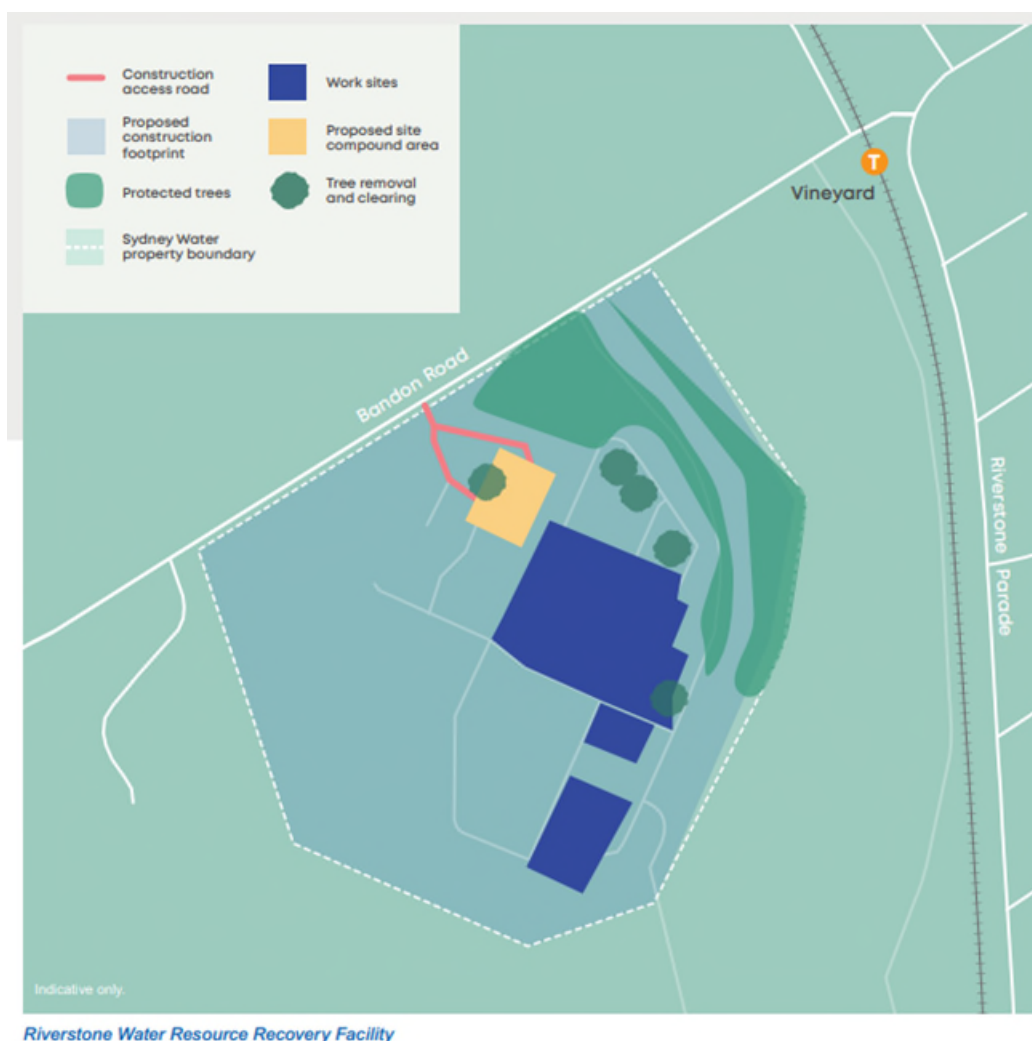 Construction
access road
Proposed
construction
footprint
Protected trees
Sydney Water
property boundary
Work sites
Proposed site
compound area
Tree removal
and clearing
T
Vineyard
Bandon Road
Riverstone Parade
Indicative only.
Riverstone Water Resource Recovery Facility